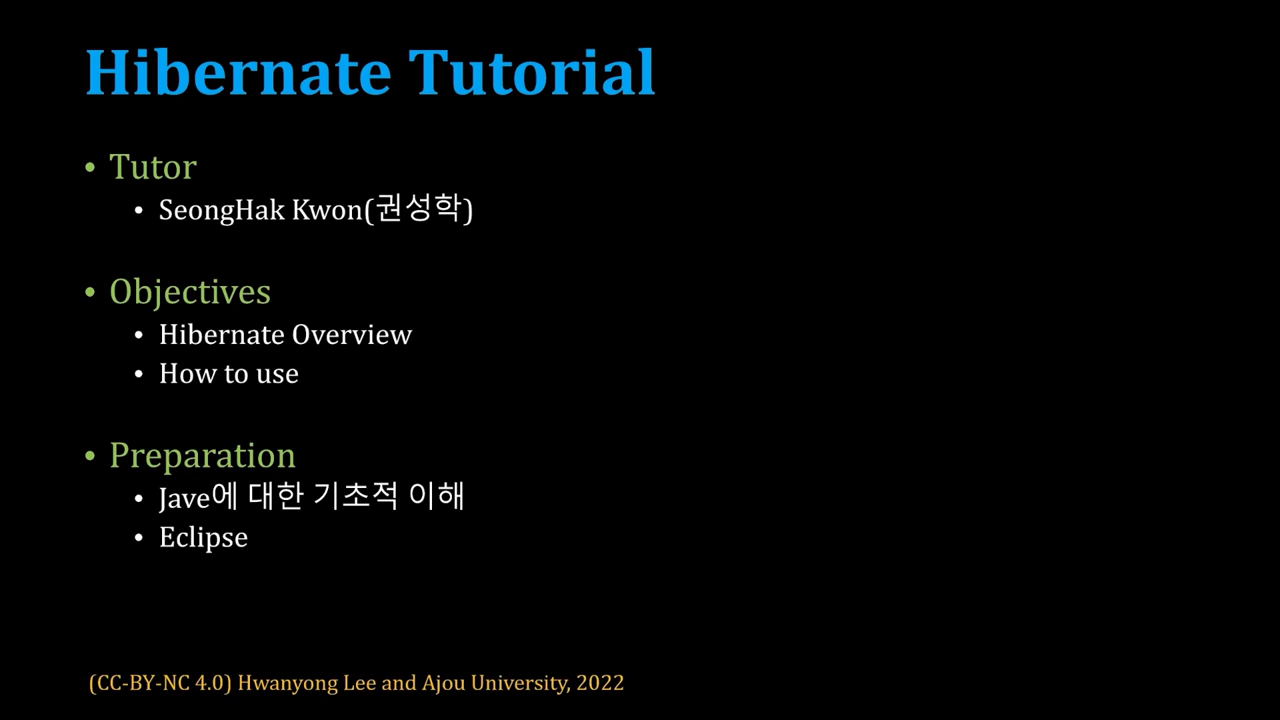 Hibernate Tutorial
• Tutor
• SeongHak Kwon(권성학)
• Objectives
• Hibernate Overview
• How to use
• Preparation
• Jave에 대한 기초적 이해
• Eclipse
(CC-BY-NC 4.0) Hwanyong Lee and Ajou University, 2022